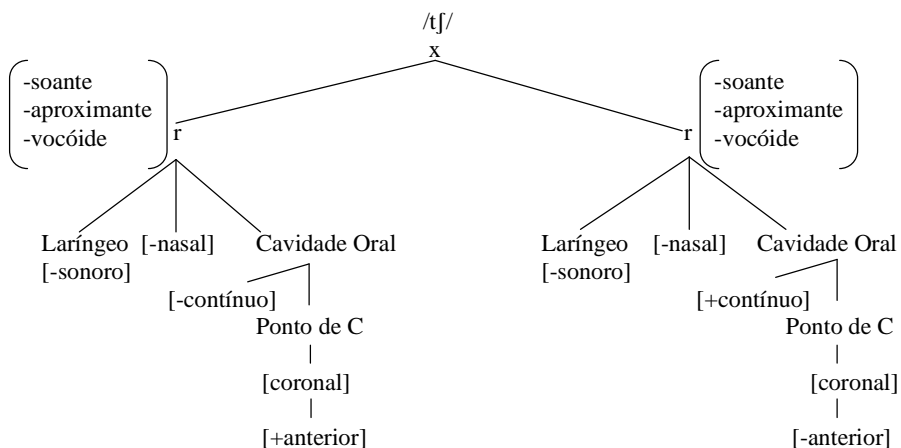 /tʃ/
x
-soante
-aproximante
-vocóide
r
r
-soante
-aproximante
-vocóide
Laríngeo [-nasal] Cavidade Oral
[-sonoro]
[-contínuo]
Ponto de C
[coronal]
[+anterior]
Laríngeo [-nasal] Cavidade Oral
[-sonoro]
[+contínuo]
Ponto de C
[coronal]
[-anterior]